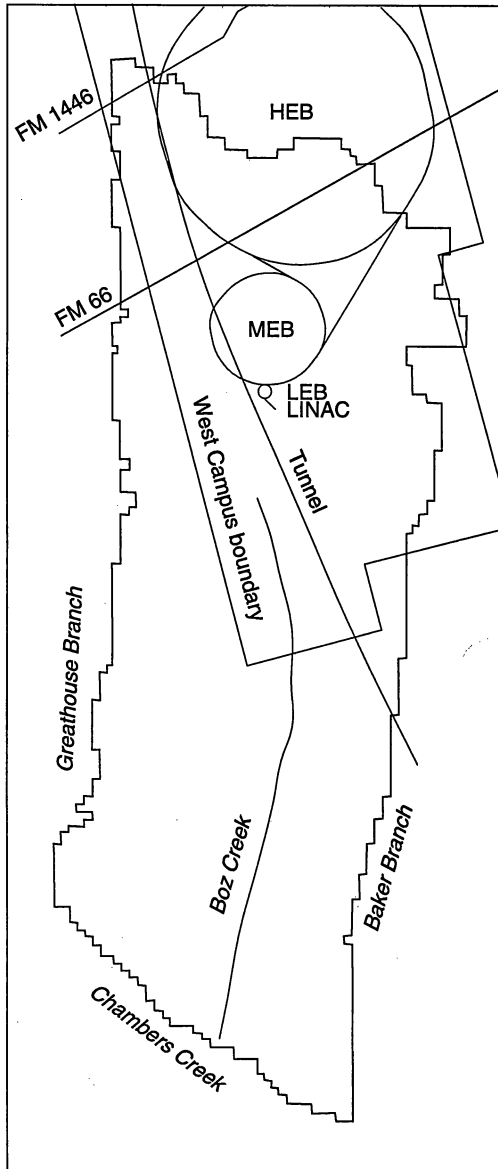 FM 1446
HEB
FM 66
MEB
LEB
LINAC
West Campus boundary
Tunnel
Greathouse Branch
Boz Creek
Baker Branch
Chambers Creek